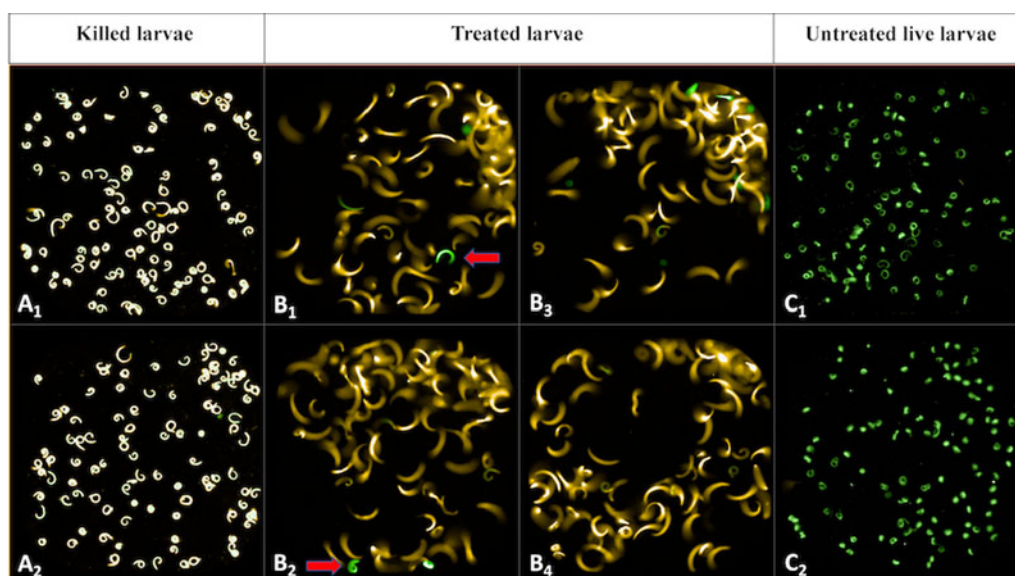 Killed larvae Treated larvae Untreated live larvae
A1 B1 B3 C1
A2 B2 B4 C2